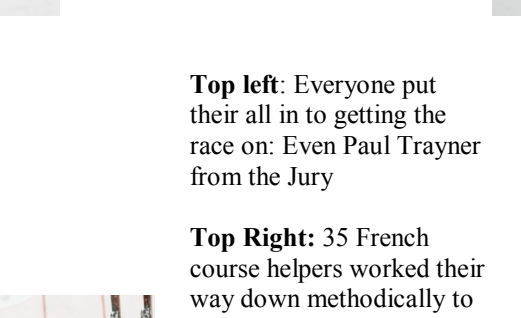 Top left: Everyone put
their all in to getting the
race on: Even Paul Trayner
from the Jury
Top Right: 35 French
course helpers worked their
way down methodically to